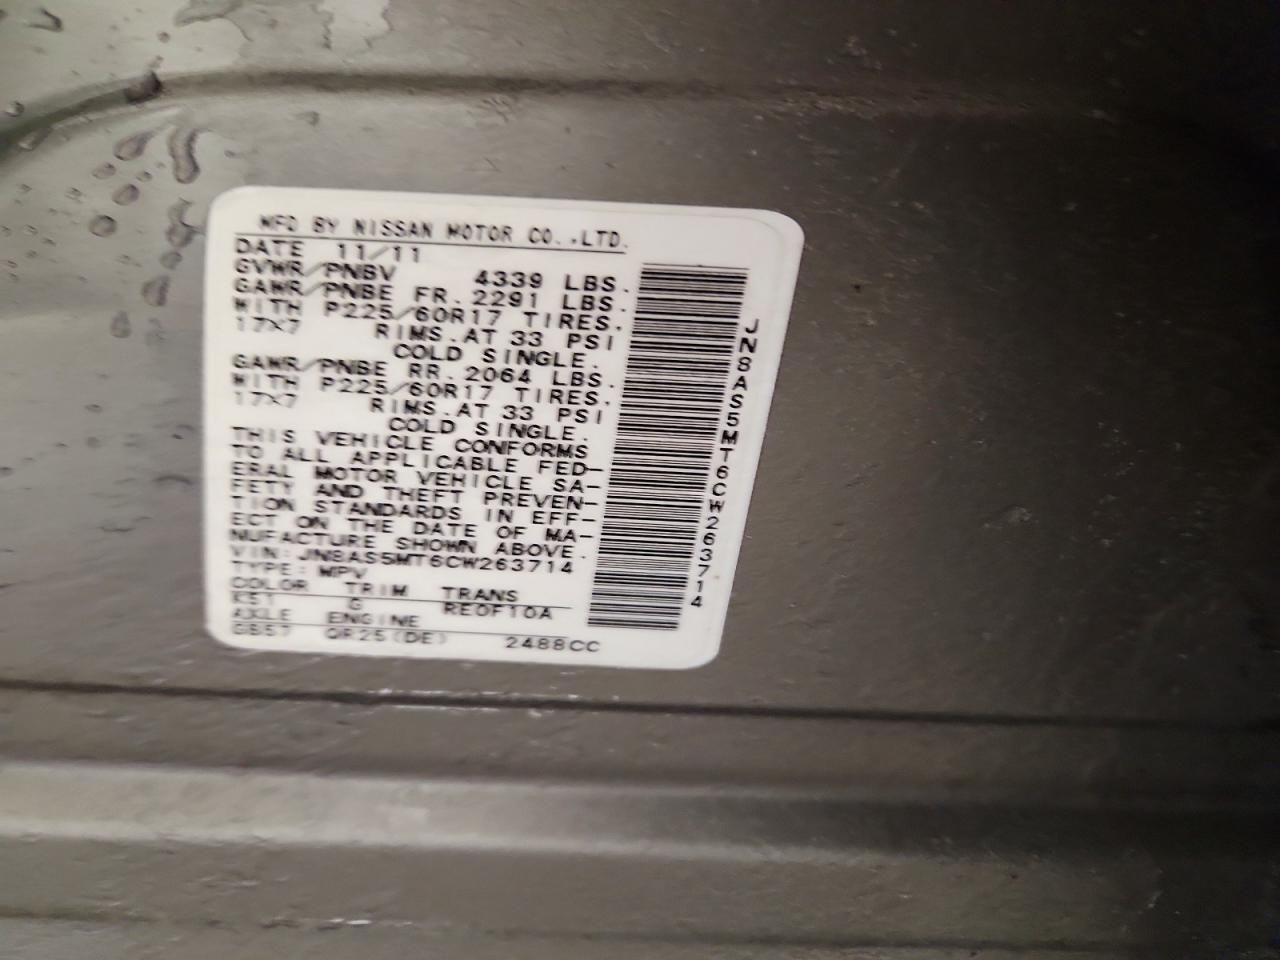 MFD BY NISSAN MOTOR CO.,LTD.
DATE 11/11
GVWR/PNBV 4339 LBS.
GAWR/PNBE FR. 2291 LBS.
WITH P225/60R17 TIRES.
17X7 RIMS.AT 33 PSI
COLD SINGLE.
GAWR/PNBE RR. 2064 LBS.
WITH P225/60R17 TIRES.
17X7 RIMS.AT 33 PSI
COLD SINGLE.
THIS VEHICLE CONFORMS
TO ALL APPLICABLE FED-
ERAL MOTOR VEHICLE SA-
FETY AND THEFT PREVEN-
TION STANDARDS IN EFF-
ECT ON THE DATE OF MA-
NUFACTURE SHOWN ABOVE.
VIN:JN8AS5MT6CW263714
TYPE:MPV
COLOR TRIM TRANS
K51 G RE0F10A
AXLE ENGINE
GB57 QR25(DE) 2488CC
JN8AS5MT6CW263714